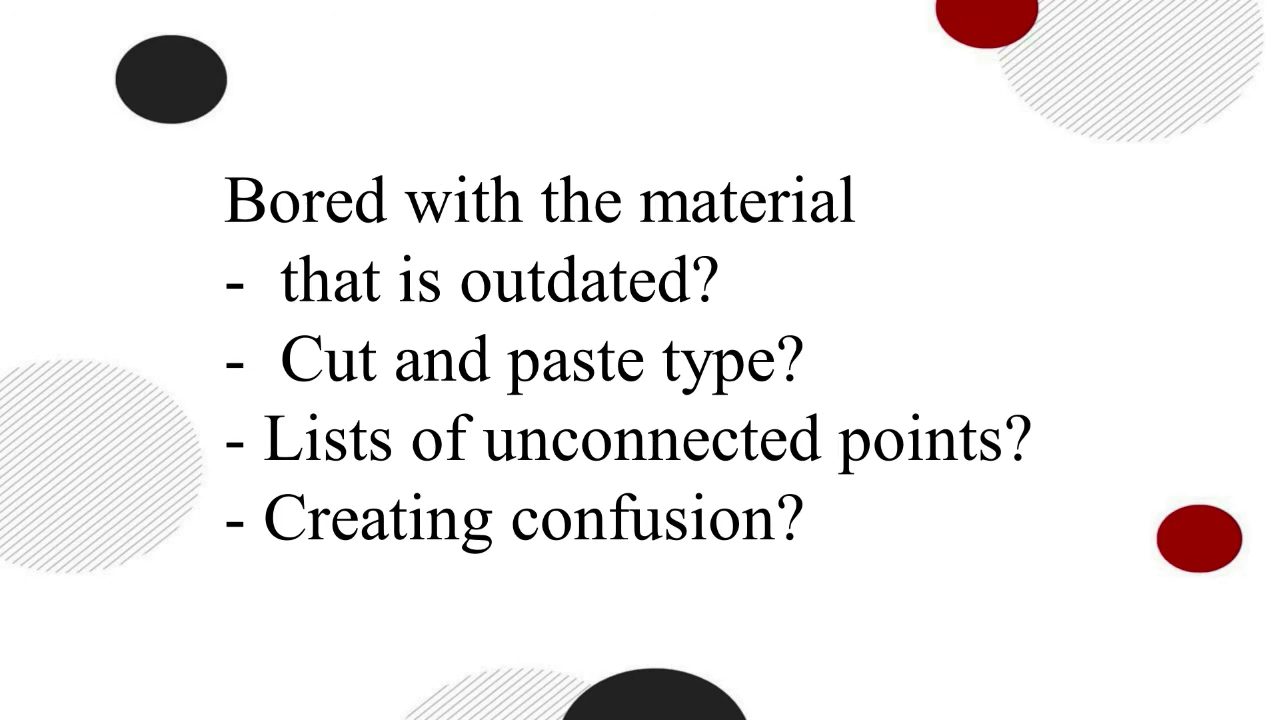 Bored with the material
-  that is outdated?
-  Cut and paste type?
- Lists of unconnected points?
- Creating confusion?